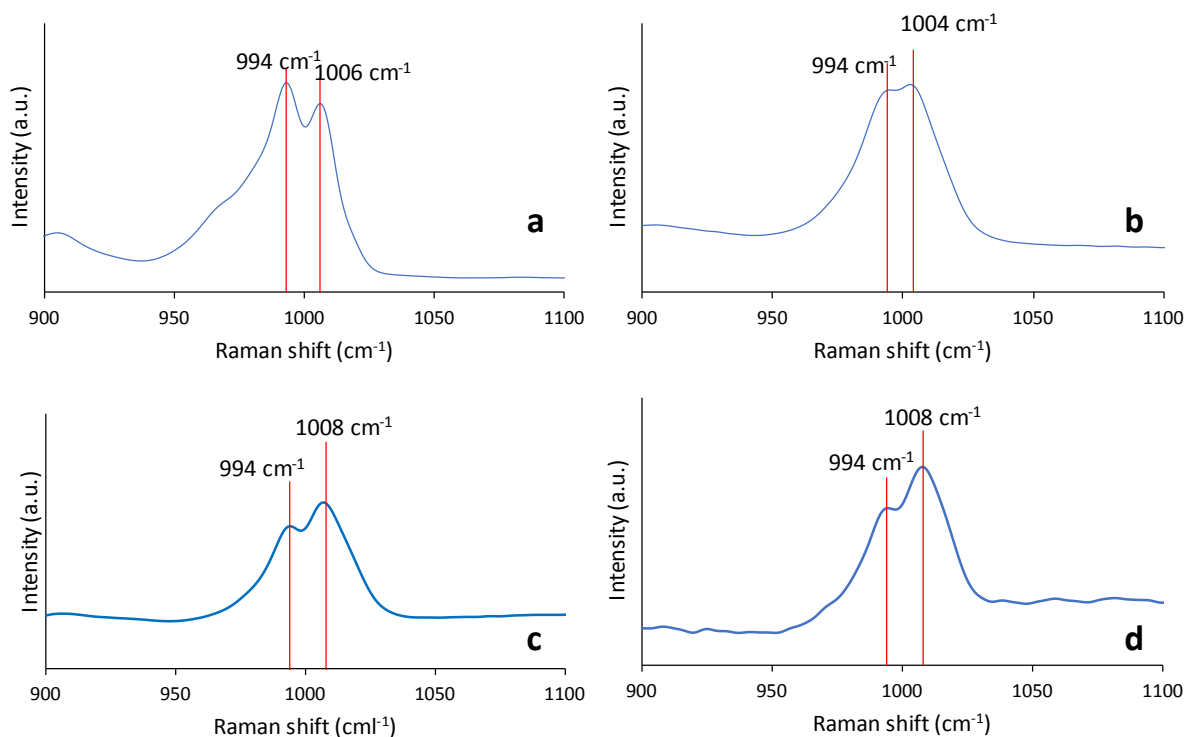 994 cm⁻¹
1006 cm⁻¹
Intensity (a.u.)
a
900 950 1000 1050 1100
Raman shift (cm⁻¹)
1004 cm⁻¹
994 cm⁻¹
Intensity (a.u.)
b
900 950 1000 1050 1100
Raman shift (cm⁻¹)
1008 cm⁻¹
994 cm⁻¹
Intensity (a.u.)
c
900 950 1000 1050 1100
Raman shift (cml⁻¹)
1008 cm⁻¹
994 cm⁻¹
Intensity (a.u.)
d
900 950 1000 1050 1100
Raman shift (cm⁻¹)